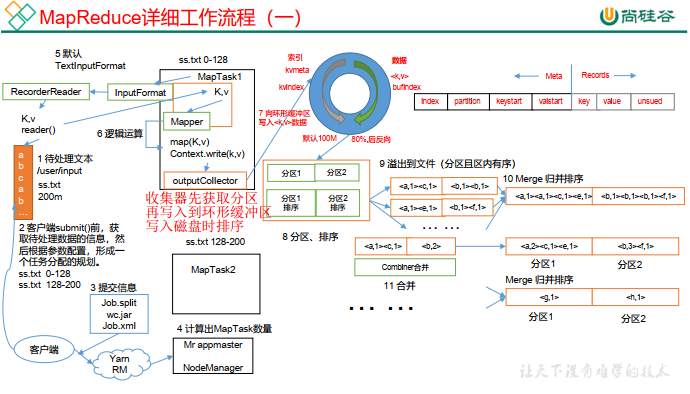 MapReduce详细工作流程（一）
尚硅谷
5 默认
TextInputFormat
ss.txt 0-128
MapTask1
RecorderReader
InputFormat
K,v
K,v
reader()
6 逻辑运算
Mapper
map(K,v)
Context.write(k,v)
outputCollector
收集器先获取分区
再写入到环形缓冲区
写入磁盘时排序
a
b
c
a
b
…
1 待处理文本
/user/input
ss.txt
200m
2 客户端submit()前，获
取待处理数据的信息，然
后根据参数配置，形成一
个任务分配的规划。
ss.txt 0-128
ss.txt 128-200
3 提交信息
Job.split
wc.jar
Job.xml
客户端
Yarn
RM
ss.txt 128-200
MapTask2
4 计算出MapTask数量
Mr appmaster
NodeManager
索引
kvmeta
kvindex
数据
<k,v>
bufindex
7 向环形缓冲区
写入<k,v>数据
默认100M
80%,后反向
Meta
Records
index partition keystart valstart key value unsued
分区1 分区2
分区1
排序
分区2
排序
8 分区、排序
9 溢出到文件（分区且区内有序）
<a,1><c,1> <b,1><b,1>
<a,1><e,1> <b,1><f,1>
… …
<a,1><c,1> <b,2>
Combiner合并
11 合并
… … …
10 Merge 归并排序
<a,1><a,1><c,1><e,1> <b,1><b,1><b,1><f,1>
<a,2><c,1><e,1> <b,3><f,1>
分区1 分区2
Merge 归并排序
<g,1> <h,1>
分区1 分区2
让天下没有难学的技术